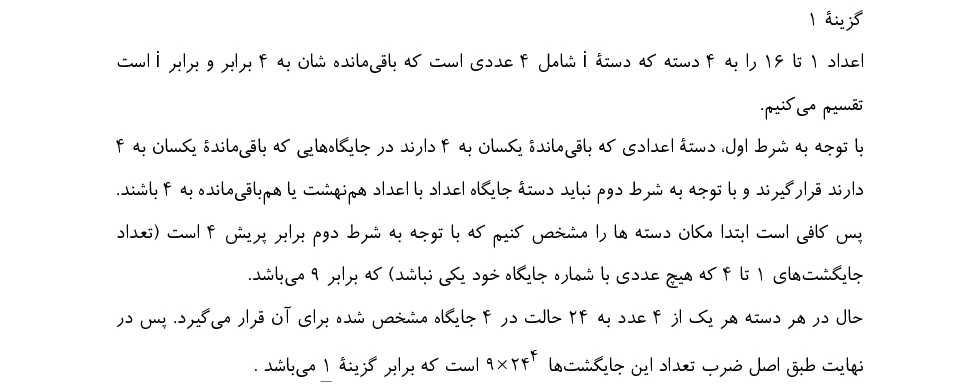 گزینهٔ ۱
اعداد ۱ تا ۱۶ را به ۴ دسته که دستهٔ i شامل ۴ عددی است که باقی‌مانده شان به ۴ برابر و برابر i است
تقسیم می‌کنیم.
با توجه به شرط اول، دستهٔ اعدادی که باقی‌ماندهٔ یکسان به ۴ دارند در جایگاه‌هایی که باقی‌ماندهٔ یکسان به ۴
دارند قرارگیرند و با توجه به شرط دوم نباید دستهٔ جایگاه اعداد با اعداد هم‌نهشت یا هم‌باقی‌مانده به ۴ باشند.
پس کافی است ابتدا مکان دسته ها را مشخص کنیم که با توجه به شرط دوم برابر پریش ۴ است (تعداد
جایگشت‌های ۱ تا ۴ که هیچ عددی با شماره جایگاه خود یکی نباشد) که برابر ۹ می‌باشد.
حال در هر دسته هر یک از ۴ عدد به ۲۴ حالت در ۴ جایگاه مشخص شده برای آن قرار می‌گیرد. پس در
نهایت طبق اصل ضرب تعداد این جایگشت‌ها ۹×۲۴⁴ است که برابر گزینهٔ ۱ می‌باشد .